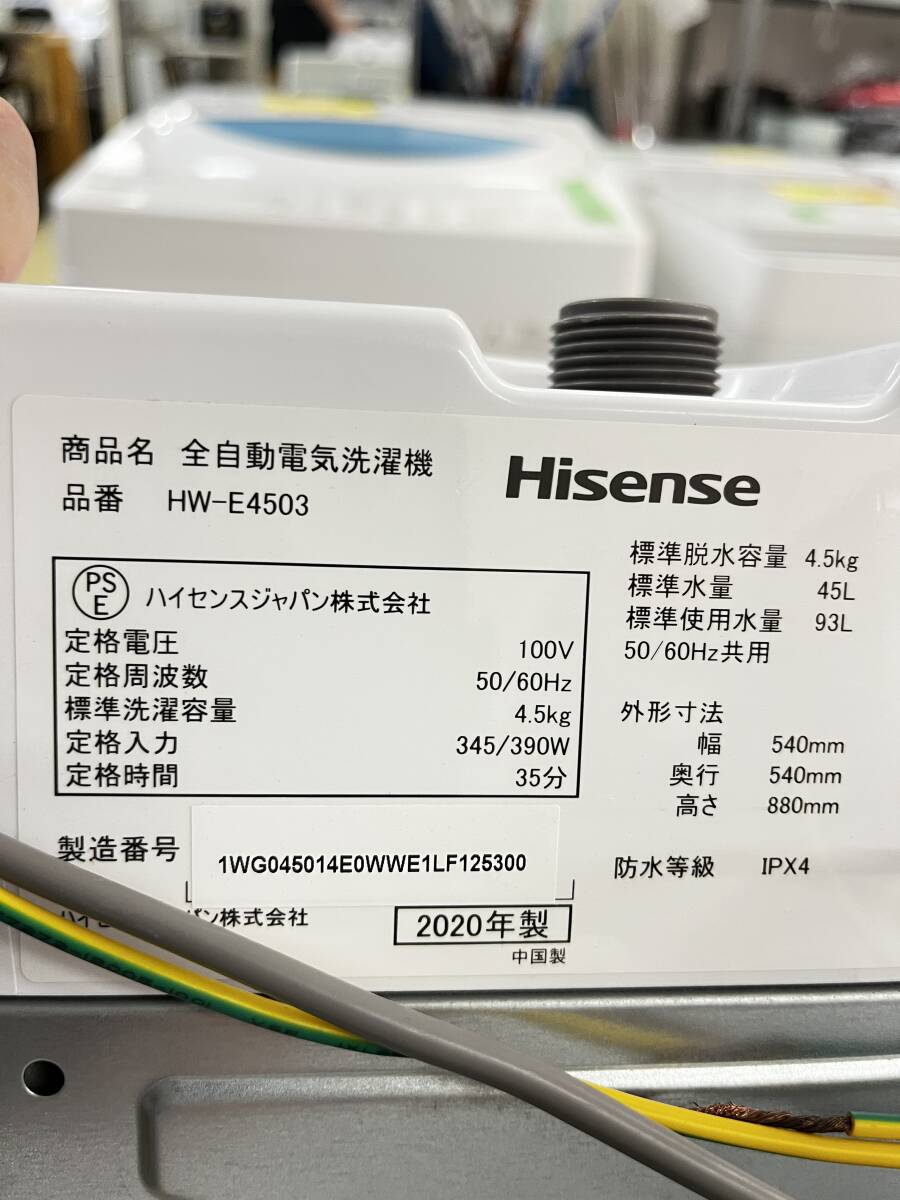 商品名 全自動電気洗濯機
品番 HW-E4503
Hisense
PS
E
ハイセンスジャパン株式会社
定格電圧 100V
定格周波数 50/60Hz
標準洗濯容量 4.5kg
定格入力 345/390W
定格時間 35分
標準脱水容量 4.5kg
標準水量 45L
標準使用水量 93L
50/60Hz共用
外形寸法
幅 540mm
奥行 540mm
高さ 880mm
防水等級 IPX4
製造番号 1WG045014E0WWE1LF125300
パン株式会社
2020年製
中国製